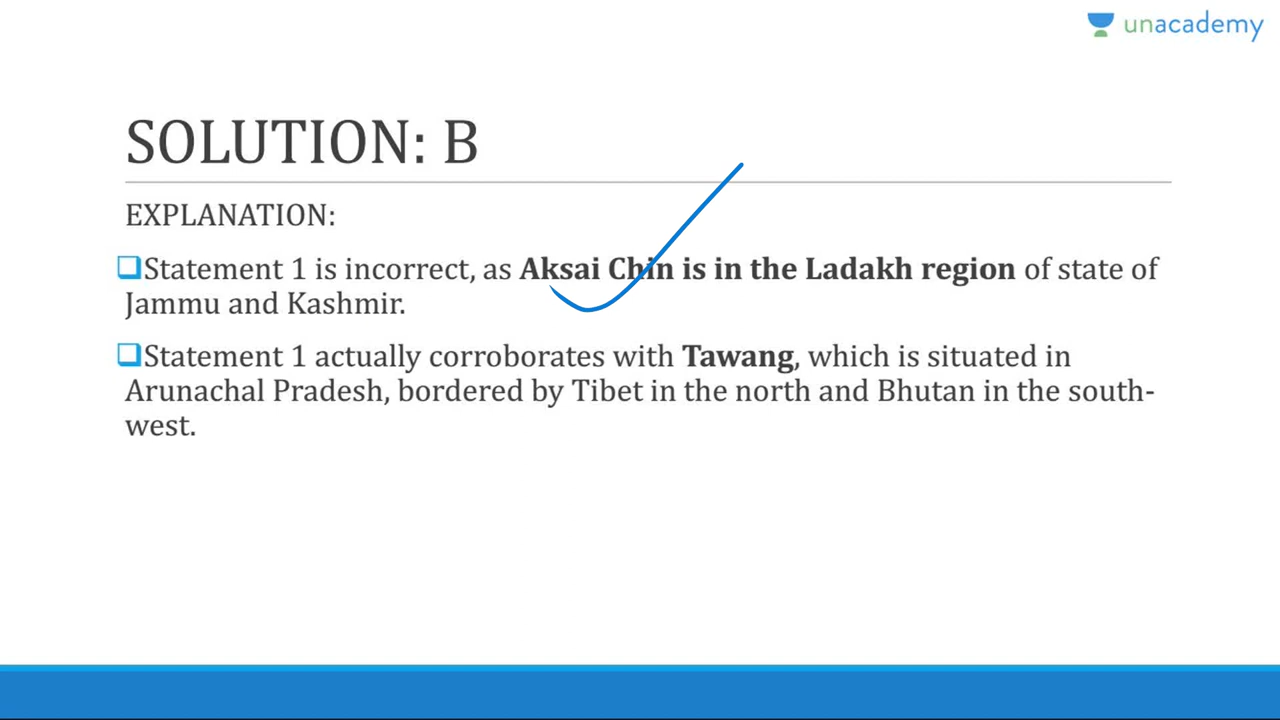 unacademy
SOLUTION: B
EXPLANATION:
Statement 1 is incorrect, as Aksai Chin is in the Ladakh region of state of
Jammu and Kashmir.
Statement 1 actually corroborates with Tawang, which is situated in
Arunachal Pradesh, bordered by Tibet in the north and Bhutan in the south-
west.